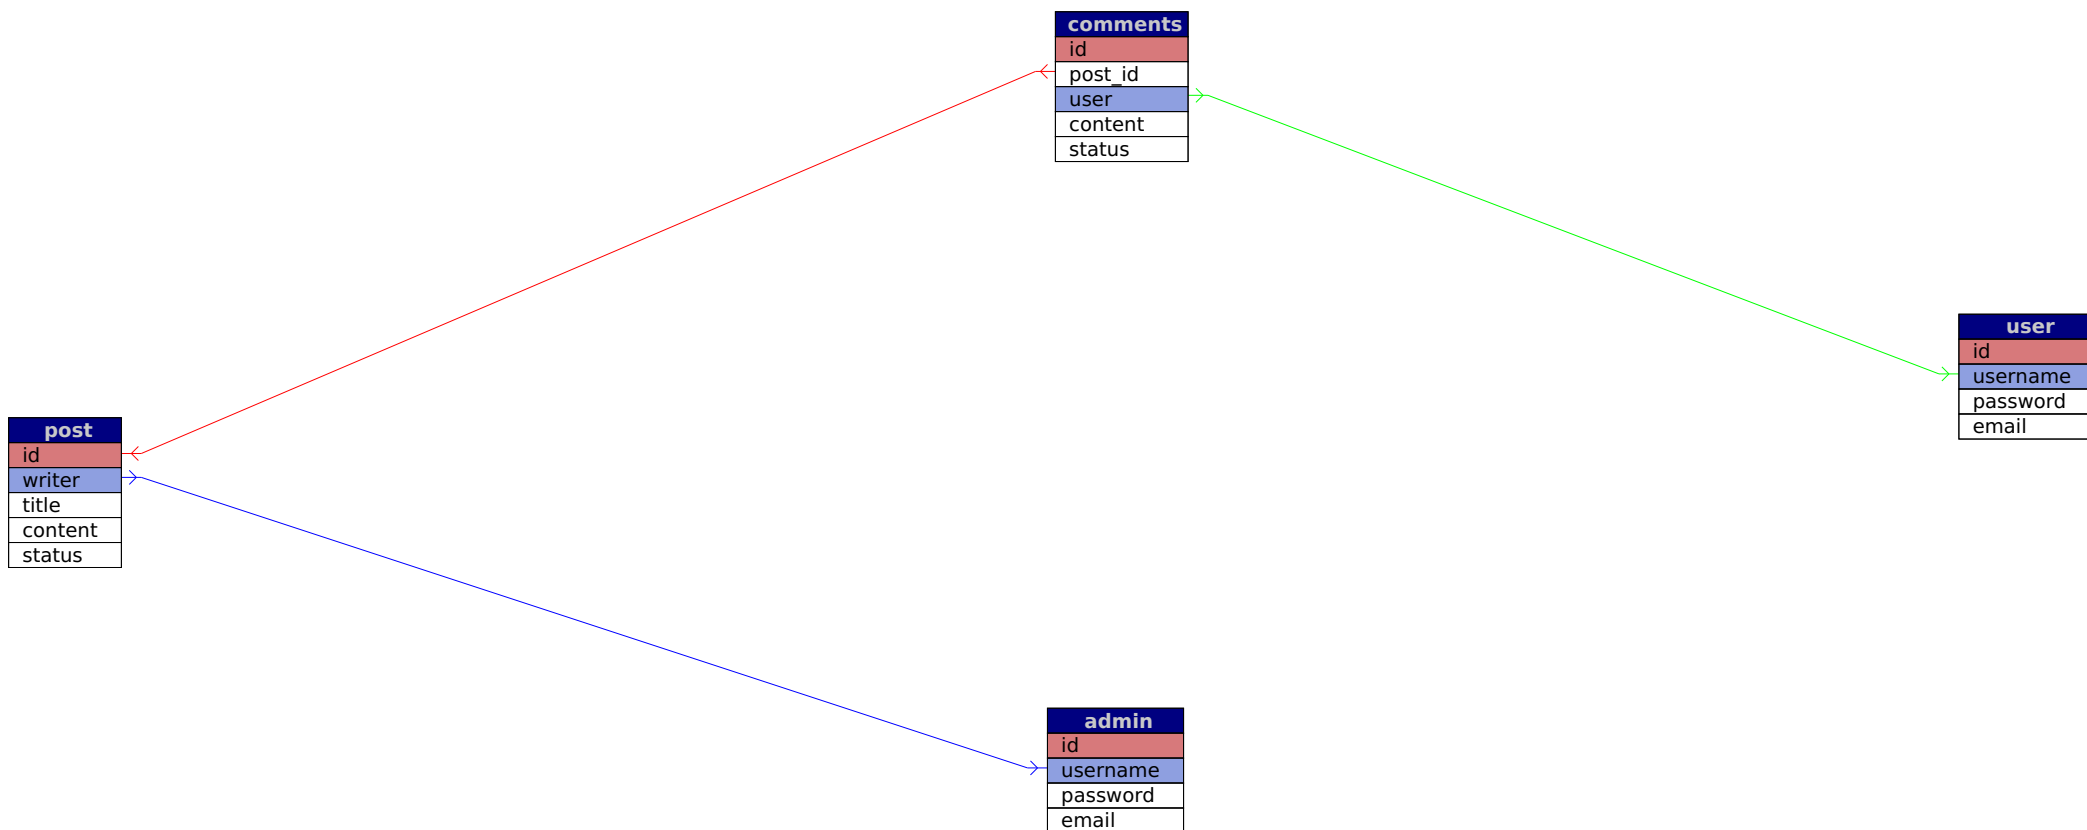 comments
id
post_id
user
content
status
user
id
username
password
email
post
id
writer
title
content
status
admin
id
username
password
email